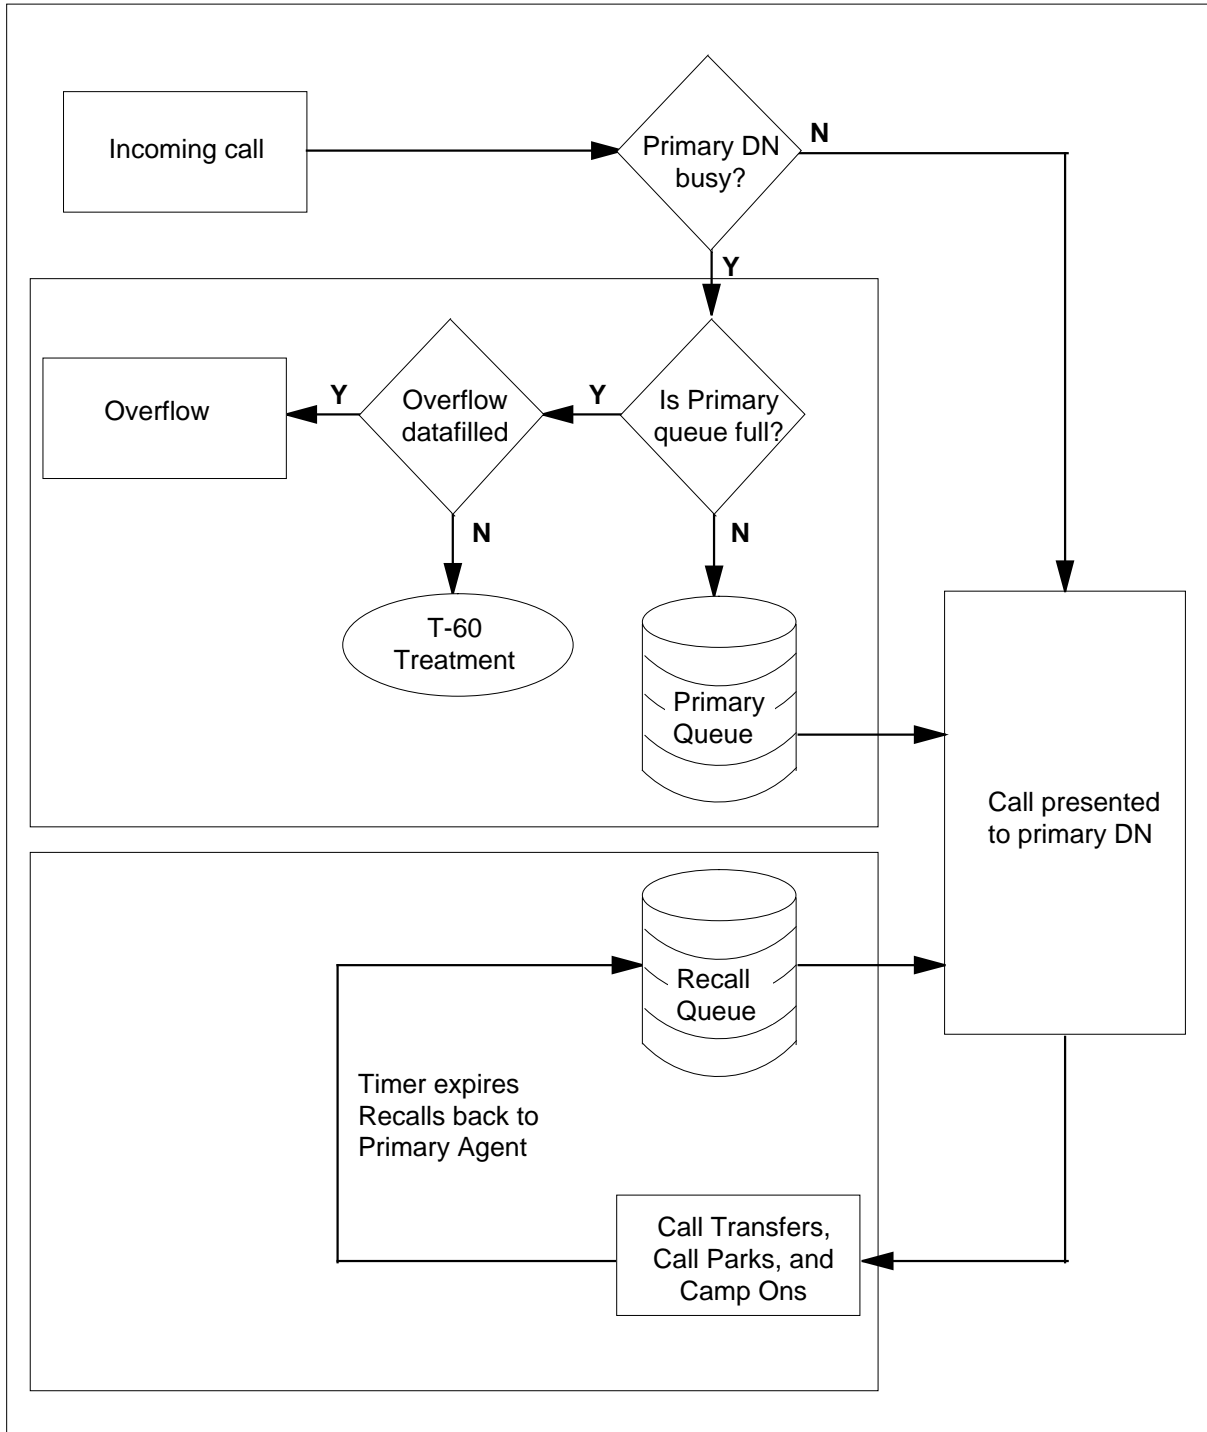 Incoming call
Primary DN
busy?
N
Y
Overflow
Y
Overflow
datafilled
Y
Is Primary
queue full?
N
N
T-60
Treatment
Primary
Queue
Call presented
to primary DN
Recall
Queue
Timer expires
Recalls back to
Primary Agent
Call Transfers,
Call Parks, and
Camp Ons